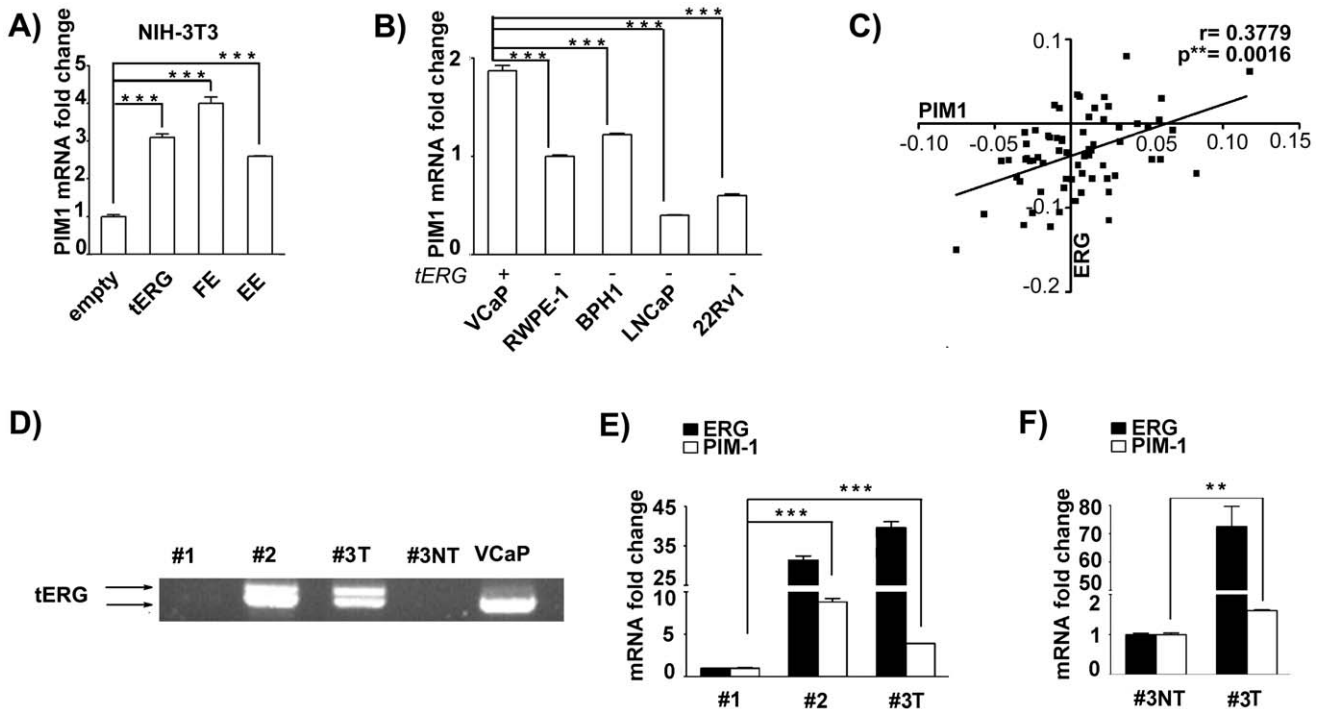 A)
NIH-3T3
PIM1 mRNA fold change
5
4
3
2
1
0
***
***
***
empty
tERG
FE
EE
B)
PIM1 mRNA fold change
2
1
0
***
***
***
***
tERG + - - - -
VCaP
RWPE-1
BPH1
LNCaP
22Rv1
C)
r= 0.3779
p**= 0.0016
0.1
PIM1
-0.10 -0.05 0.05 0.10 0.15
-0.1
ERG
-0.2
D)
#1 #2 #3T #3NT VCaP
tERG
E)
ERG
PIM-1
mRNA fold change
45
35
25
10
5
0
***
***
#1 #2 #3T
F)
ERG
PIM-1
mRNA fold change
80
70
60
50
2
1
0
**
#3NT #3T